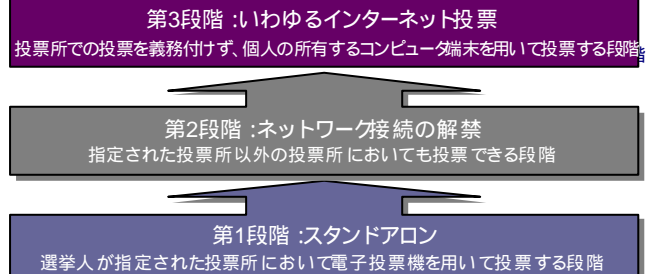 第3段階:いわゆるインターネット投票
投票所での投票を義務付けず、個人の所有するコンピュータ端末を用いて投票する段階
第2段階:ネットワーク接続の解禁
指定された投票所以外の投票所においても投票できる段階
第1段階:スタンドアロン
選挙人が指定された投票所において電子投票機を用いて投票する段階